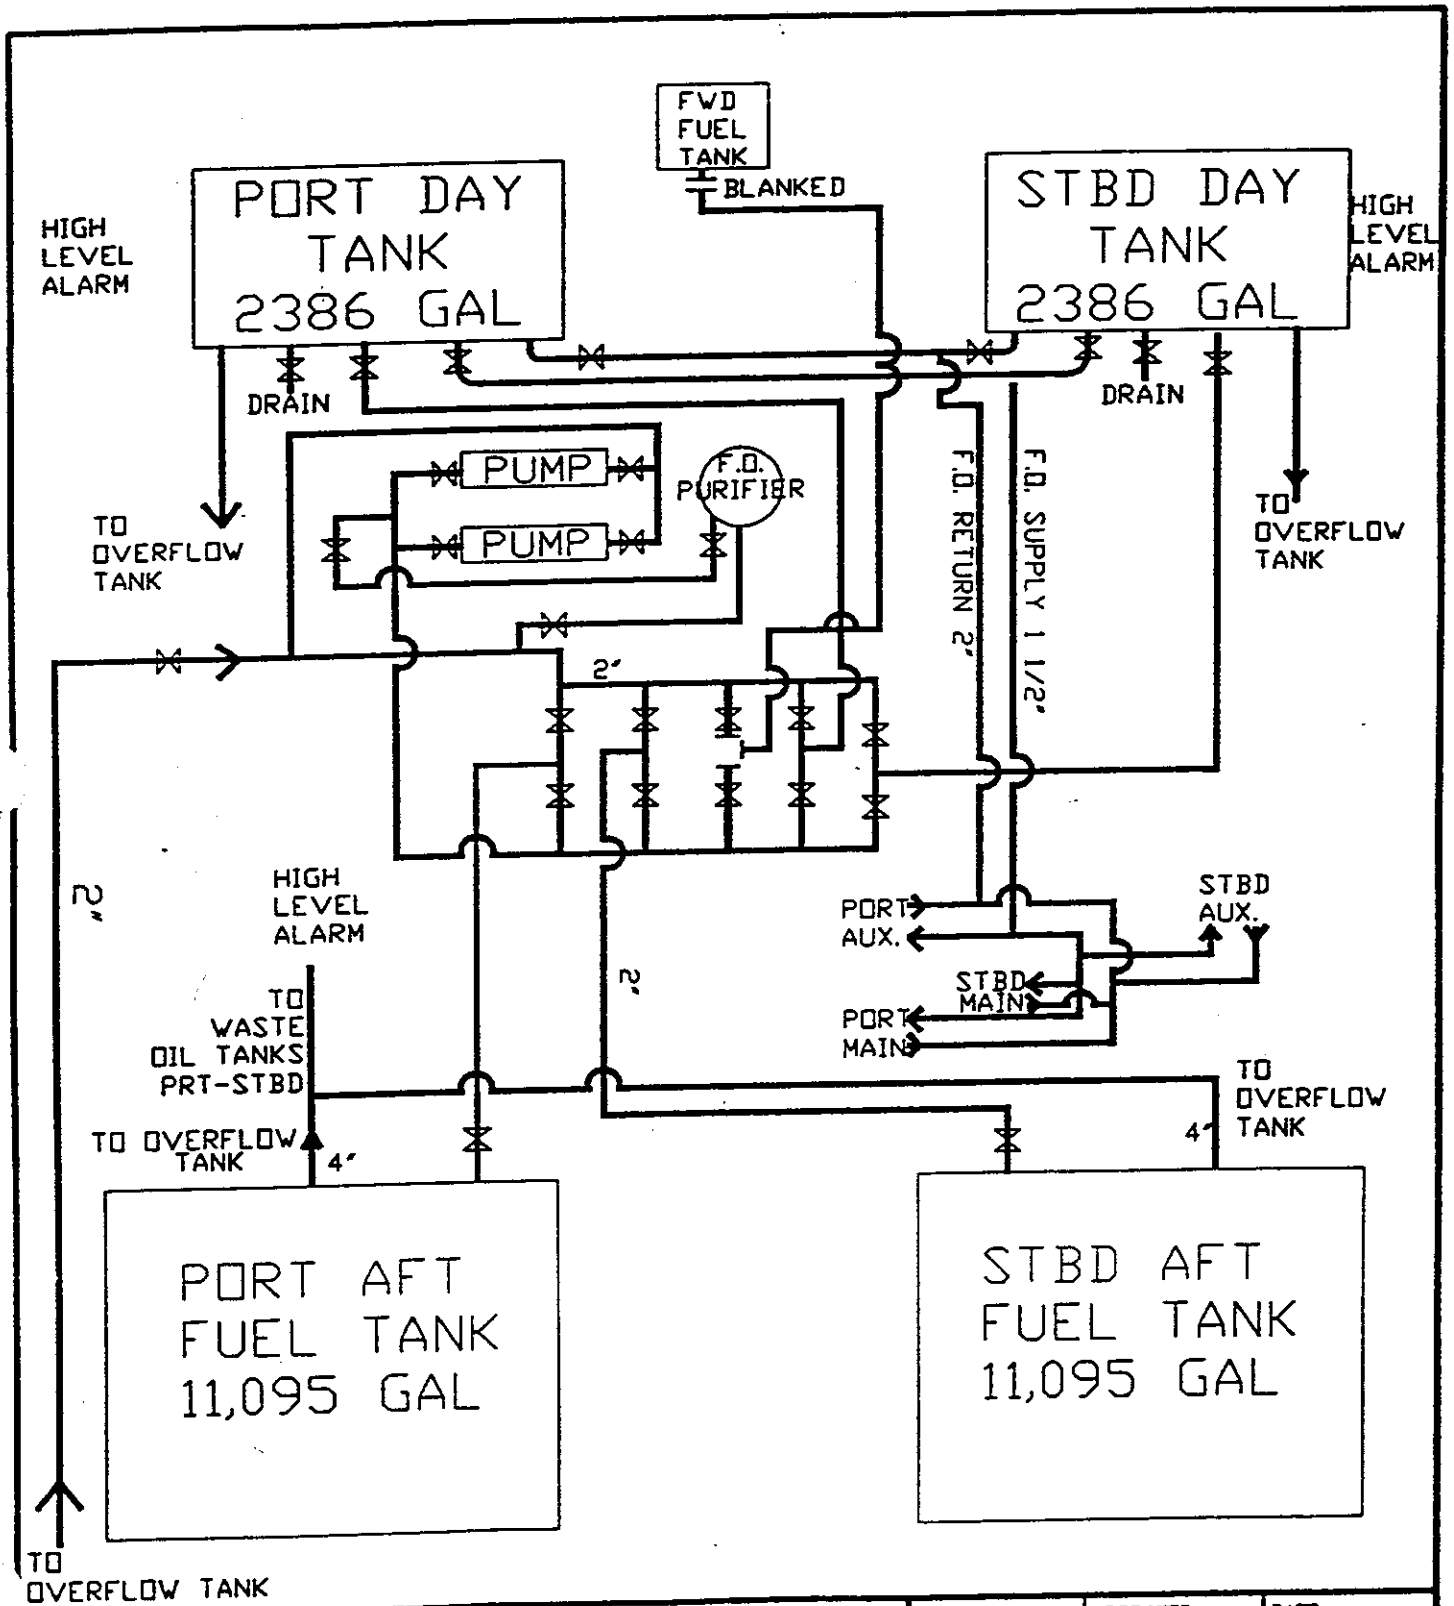 FWD
FUEL
TANK
BLANKED
PORT DAY
TANK
2386 GAL
STBD DAY
TANK
2386 GAL
HIGH
LEVEL
ALARM
HIGH
LEVEL
ALARM
DRAIN
DRAIN
PUMP
PUMP
F.O.
PURIFIER
TO
OVERFLOW
TANK
F.O. RETURN 2"
F.O. SUPPLY 1 1/2"
TO
OVERFLOW
TANK
2"
2"
HIGH
LEVEL
ALARM
2"
PORT
AUX.
STBD
AUX.
STBD
MAIN
PORT
MAIN
TO
WASTE
OIL TANKS
PRT-STBD
TO OVERFLOW
TANK
4"
TO
OVERFLOW
TANK
4"
PORT AFT
FUEL TANK
11,095 GAL
STBD AFT
FUEL TANK
11,095 GAL
TO
OVERFLOW TANK